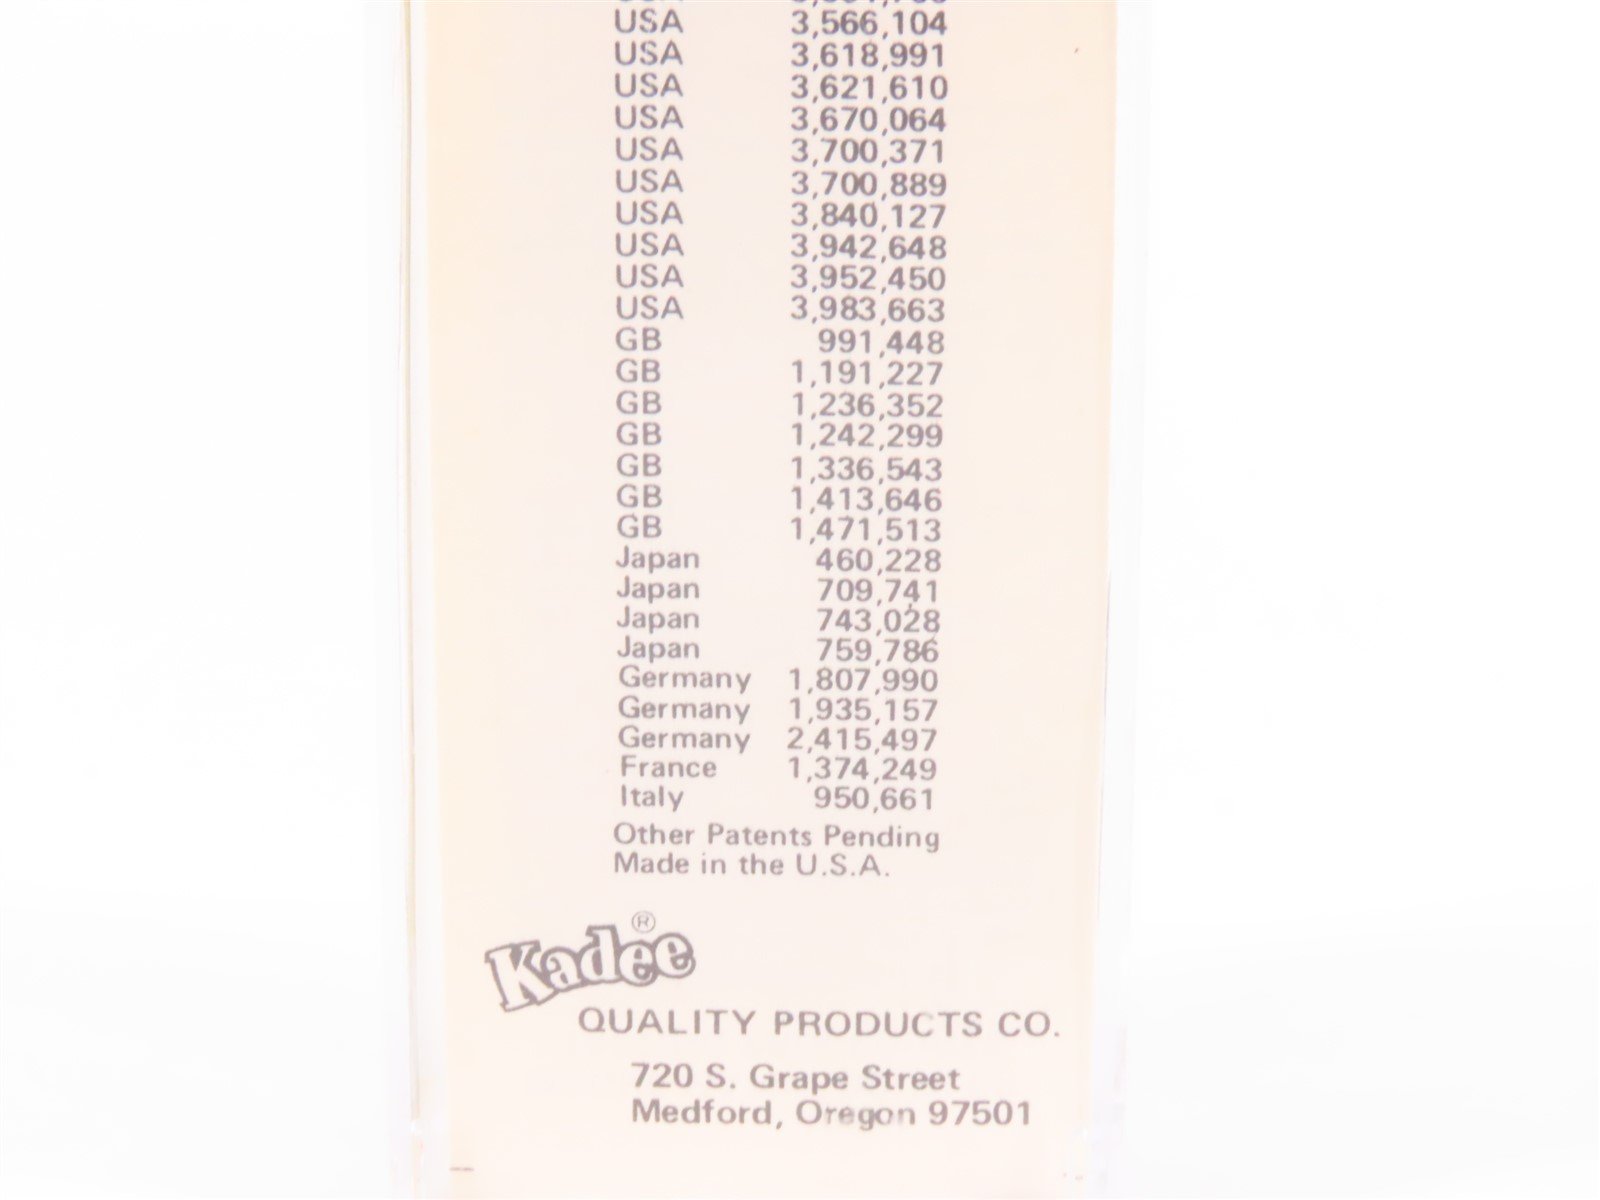 USA 3,566,104
USA 3,618,991
USA 3,621,610
USA 3,670,064
USA 3,700,371
USA 3,700,889
USA 3,840,127
USA 3,942,648
USA 3,952,450
USA 3,983,663
GB 991,448
GB 1,191,227
GB 1,236,352
GB 1,242,299
GB 1,336,543
GB 1,413,646
GB 1,471,513
Japan 460,228
Japan 709,741
Japan 743,028
Japan 759,786
Germany 1,807,990
Germany 1,935,157
Germany 2,415,497
France 1,374,249
Italy 950,661
Other Patents Pending
Made in the U.S.A.
Kadee®
QUALITY PRODUCTS CO.
720 S. Grape Street
Medford, Oregon 97501